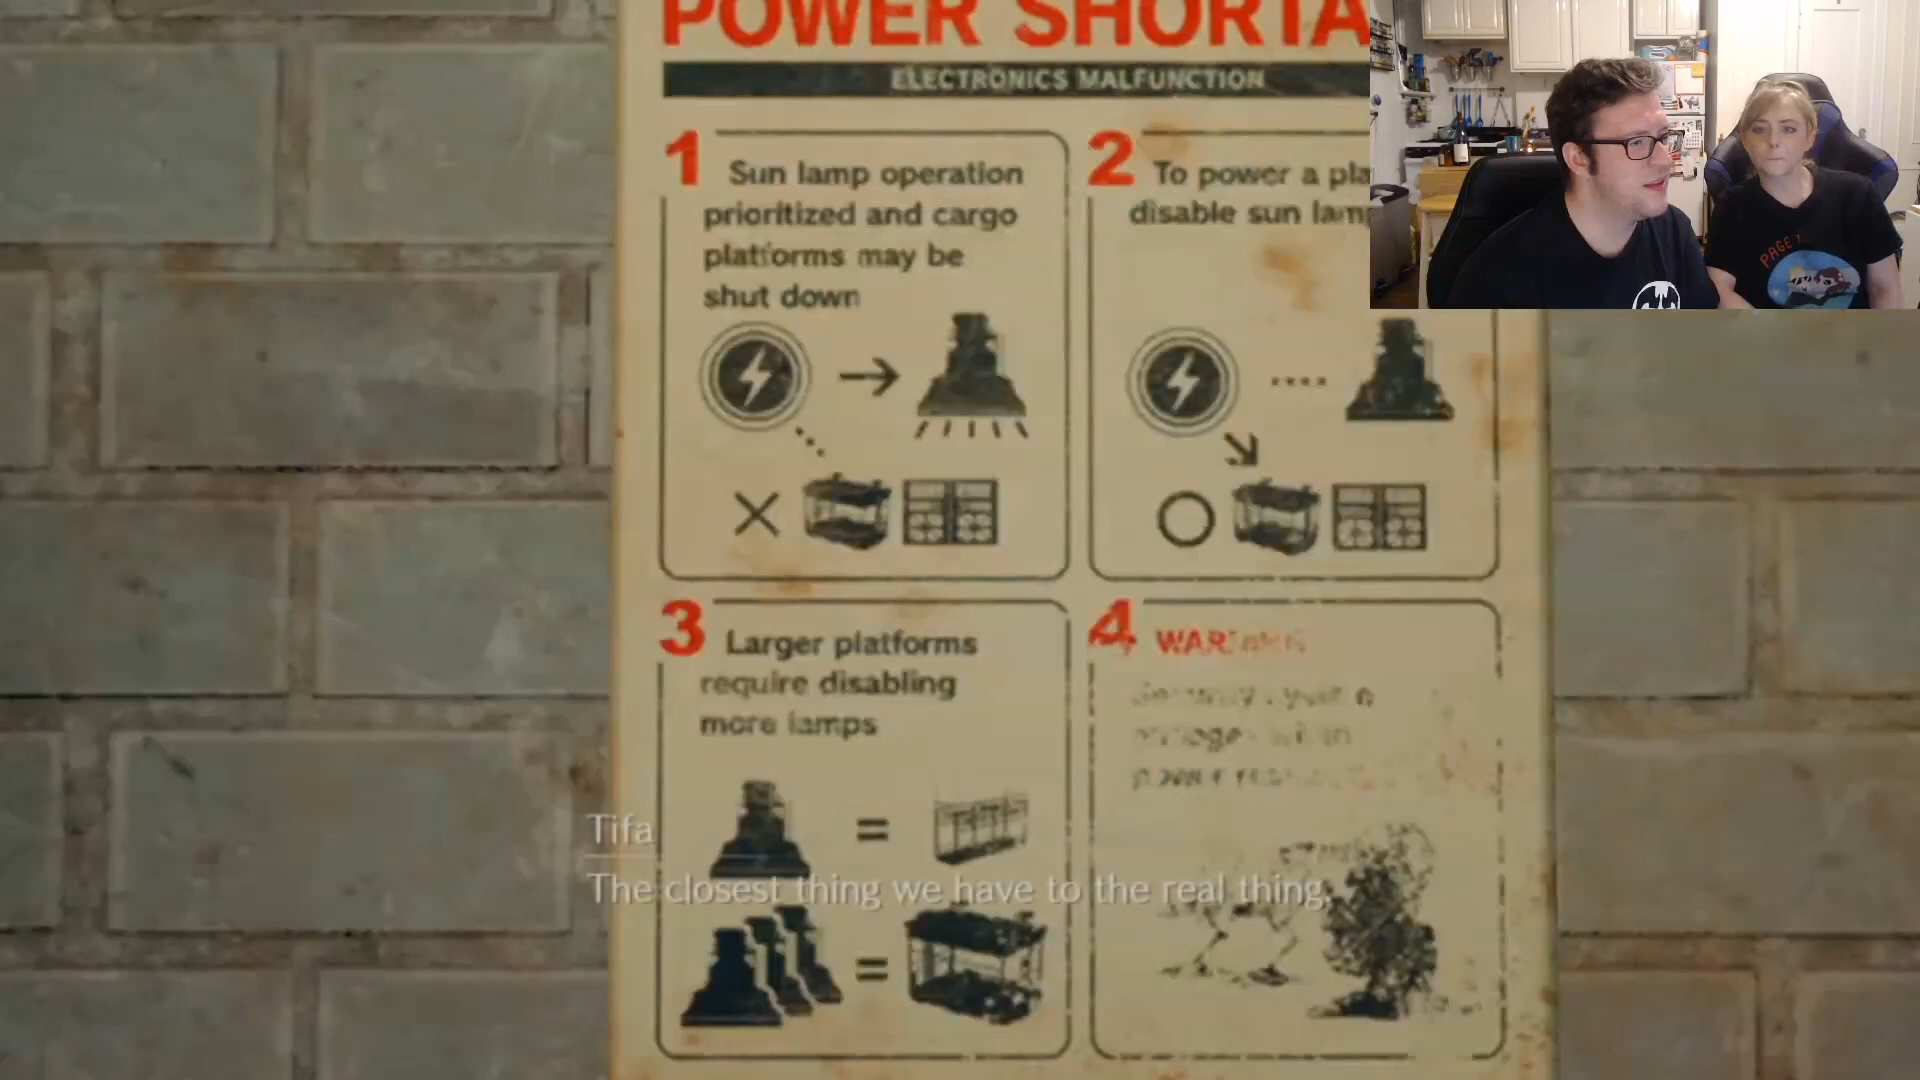 POWER SHORTA
ELECTRONICS MALFUNCTION
1 Sun lamp operation
prioritized and cargo
platforms may be
shut down
2 To power a pla
disable sun lam
3 Larger platforms
require disabling
more lamps
4
Tifa
The closest thing we have to the real thing.
PAGE